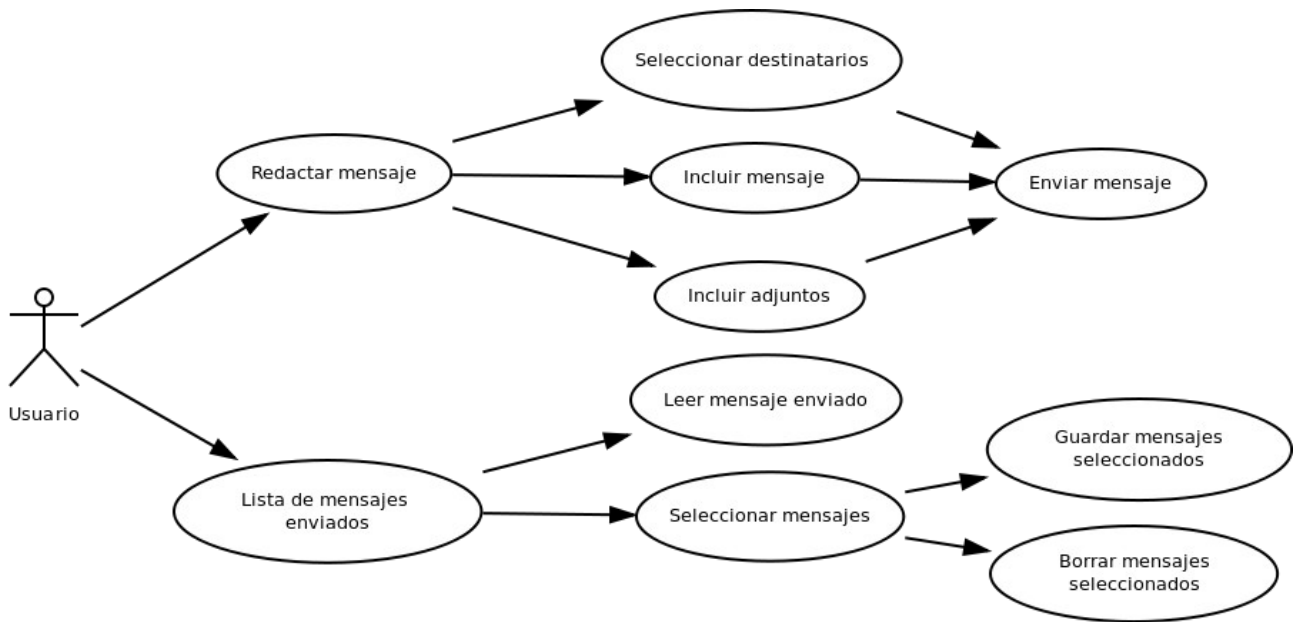 Seleccionar destinatarios
Redactar mensaje
Incluir mensaje
Enviar mensaje
Incluir adjuntos
Usuario
Leer mensaje enviado
Guardar mensajes
seleccionados
Lista de mensajes
enviados
Seleccionar mensajes
Borrar mensajes
seleccionados